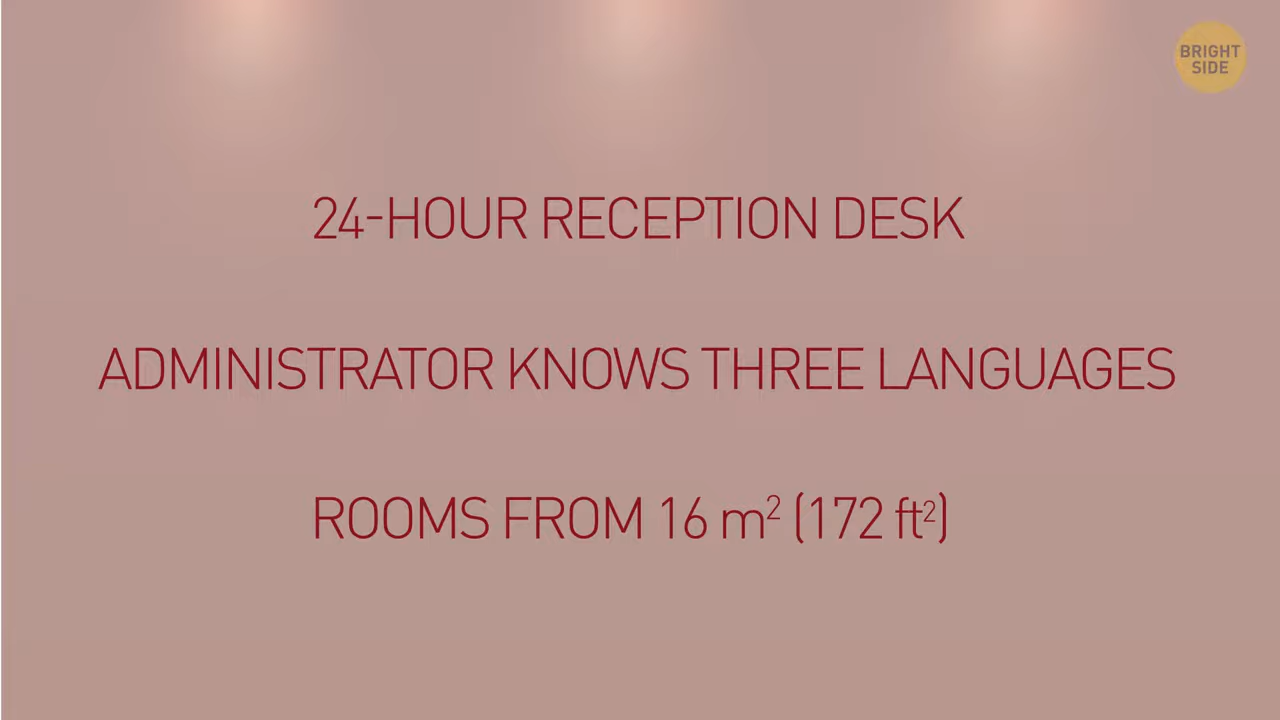 BRIGHT
SIDE
24-HOUR RECEPTION DESK
ADMINISTRATOR KNOWS THREE LANGUAGES
ROOMS FROM 16 m² (172 ft²)